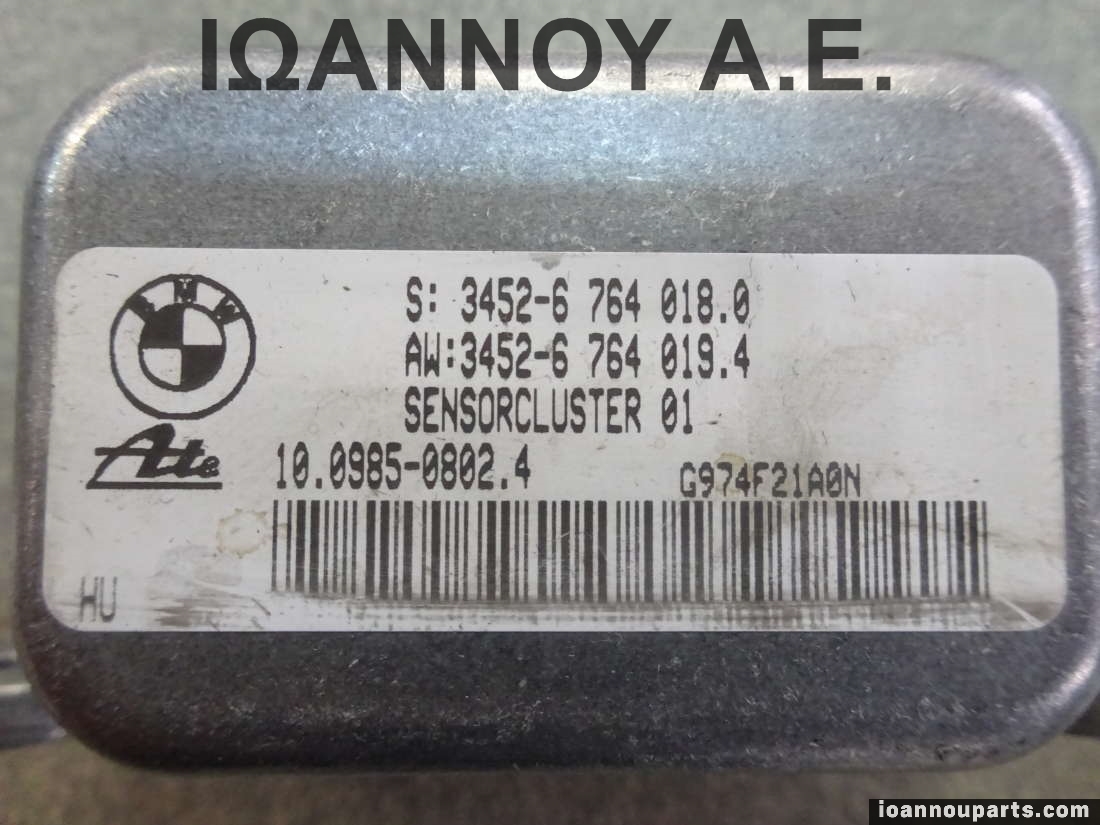 ΙΩΑΝΝΟΥ Α.Ε.
BMW
S: 3452-6 764 018.0
AW:3452-6 764 019.4
SENSORCLUSTER 01
Ate
10.0985-0802.4
G974F21A0N
HU
ioannouparts.com